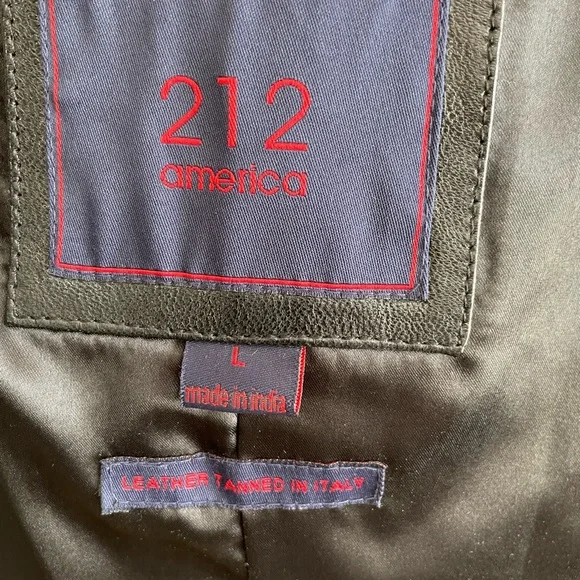 212
america
L
made in india
LEATHER TANNED IN ITALY